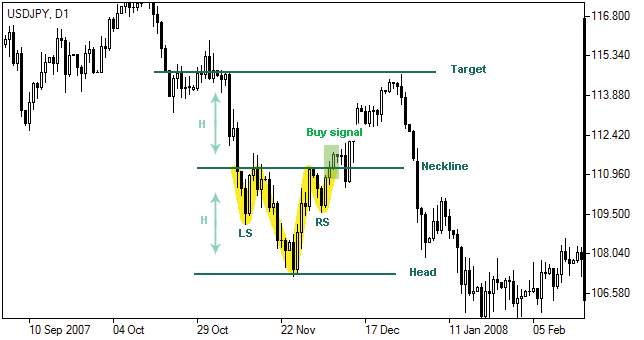 USDJPY, D1
116.800
115.340
Target
113.880
H
Buy signal
112.420
Neckline
110.960
H
LS
RS
109.500
108.040
Head
106.580
10 Sep 2007
04 Oct
29 Oct
22 Nov
17 Dec
11 Jan 2008
05 Feb